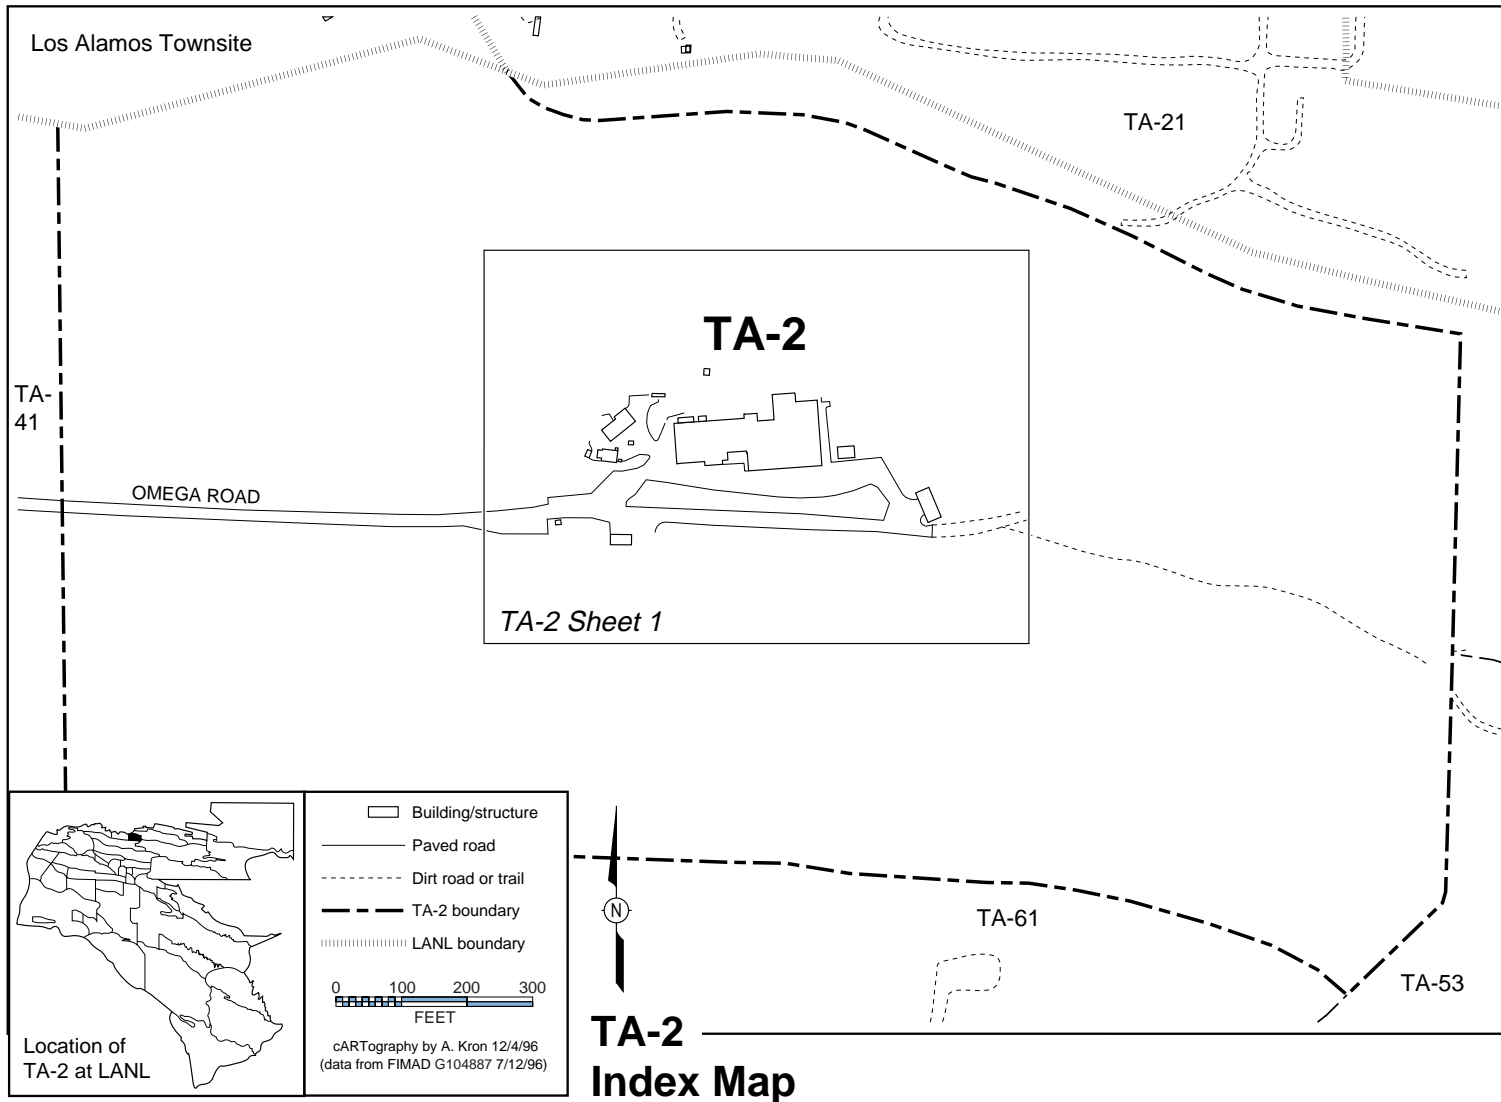 Los Alamos Townsite
TA-21
TA-2
TA-
41
OMEGA ROAD
TA-2 Sheet 1
Building/structure
Paved road
Dirt road or trail
TA-2 boundary
LANL boundary
0 100 200 300
FEET
cARTography by A. Kron 12/4/96
(data from FIMAD G104887 7/12/96)
Location of
TA-2 at LANL
N
TA-61
TA-53
TA-2
Index Map